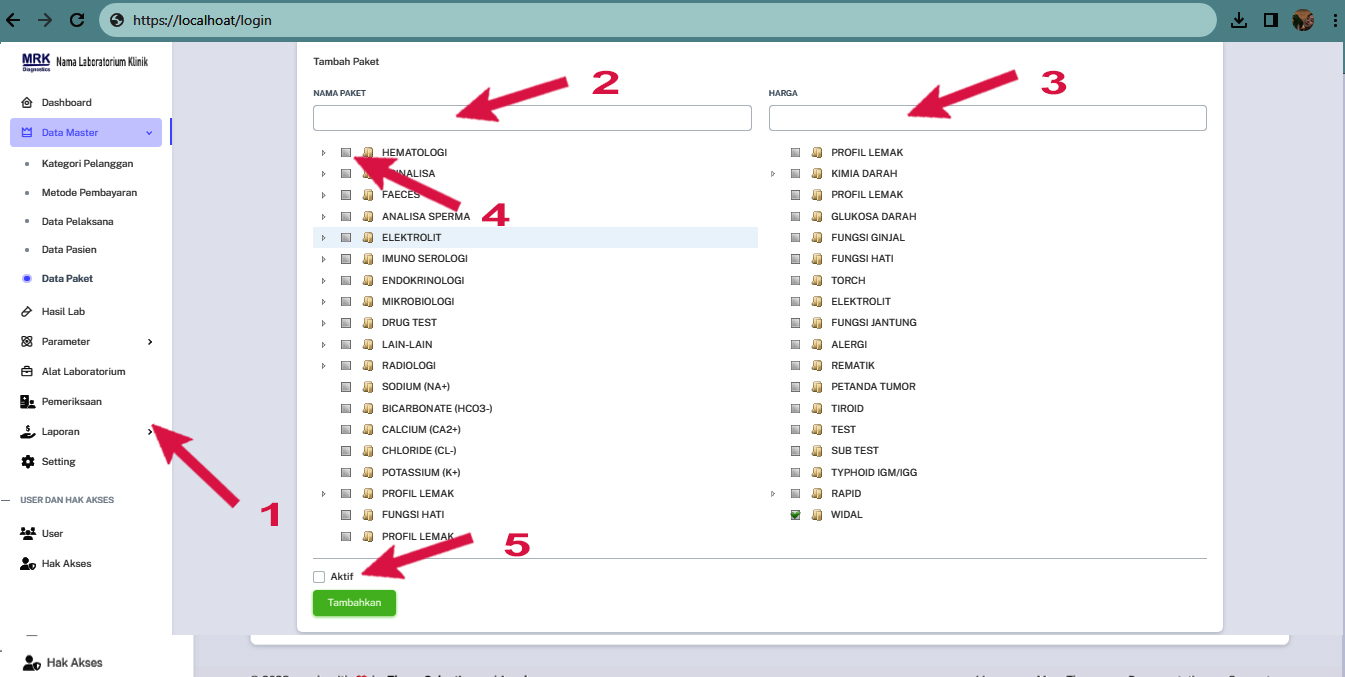 https://localhoat/login
MRK Diagnostics Nama Laboratorium Klinik
Dashboard
Data Master
Kategori Pelanggan
Metode Pembayaran
Data Pelaksana
Data Pasien
Data Paket
Hasil Lab
Parameter
Alat Laboratorium
Pemeriksaan
Laporan
Setting
USER DAN HAK AKSES
User
Hak Akses
Hak Akses
1
Tambah Paket
NAMA PAKET
2
HARGA
3
HEMATOLOGI
FAECES
ANALISA SPERMA
4
ELEKTROLIT
IMUNO SEROLOGI
ENDOKRINOLOGI
MIKROBIOLOGI
DRUG TEST
LAIN-LAIN
RADIOLOGI
SODIUM (NA+)
BICARBONATE (HCO3-)
CALCIUM (CA2+)
CHLORIDE (CL-)
POTASSIUM (K+)
PROFIL LEMAK
FUNGSI HATI
PROFIL LEMAK
5
PROFIL LEMAK
KIMIA DARAH
PROFIL LEMAK
GLUKOSA DARAH
FUNGSI GINJAL
FUNGSI HATI
TORCH
ELEKTROLIT
FUNGSI JANTUNG
ALERGI
REMATIK
PETANDA TUMOR
TIROID
TEST
SUB TEST
TYPHOID IGM/IGG
RAPID
WIDAL
Aktif
Tambahkan